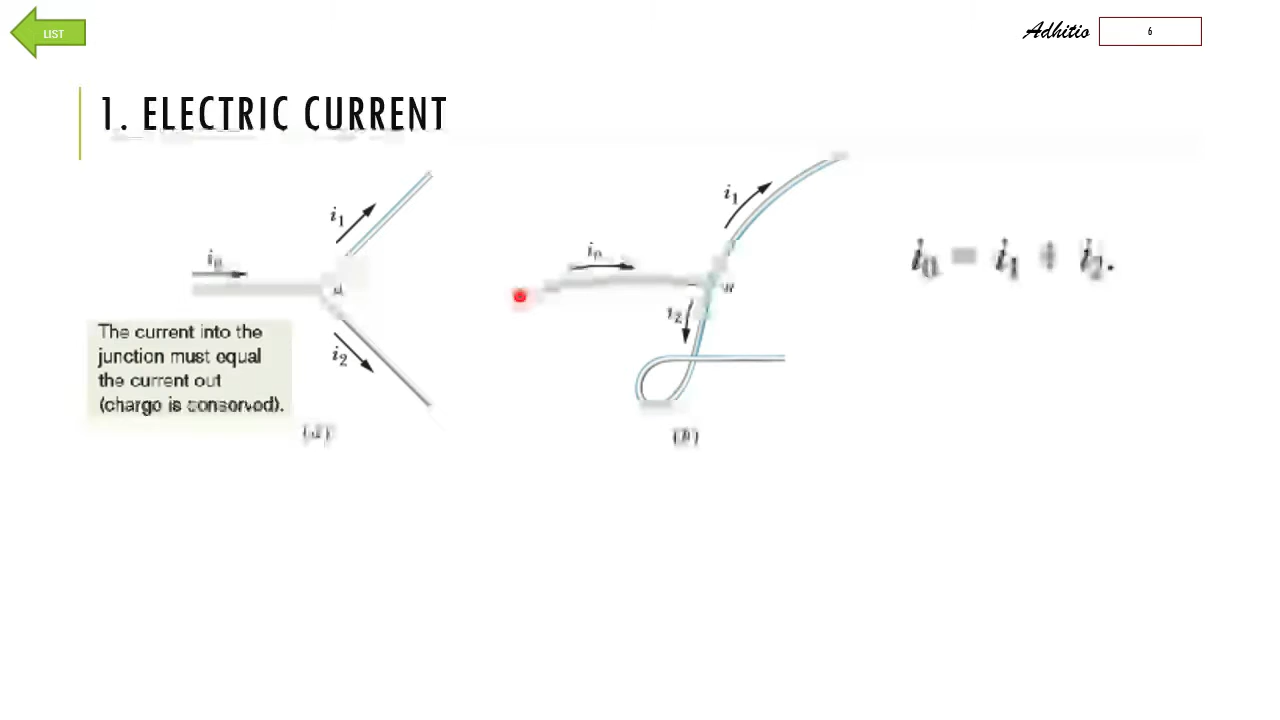 LIST
Adhitio
6
1. ELECTRIC CURRENT
i1
i0
a
i2
The current into the
junction must equal
the current out
(charge is conserved).
(a)
i1
i0
a
i2
(b)
i0 = i1 + i2.